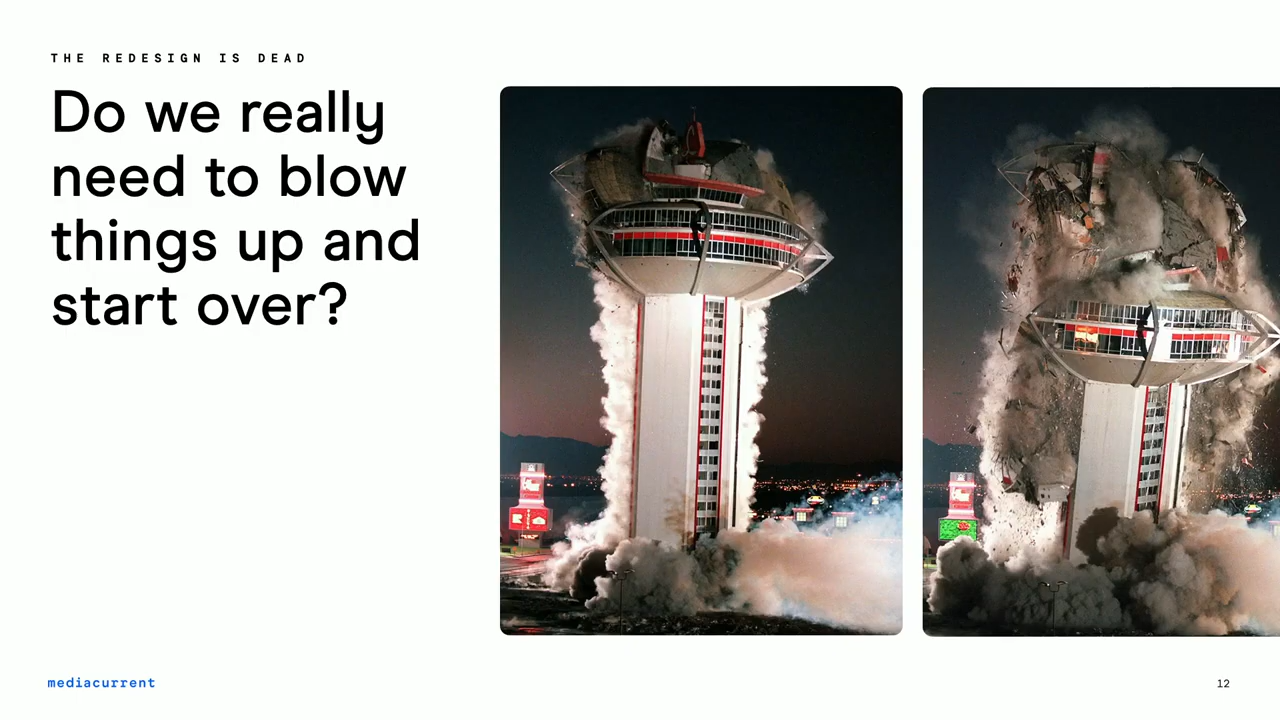 THE REDESIGN IS DEAD
Do we really
need to blow
things up and
start over?
mediacurrent
12